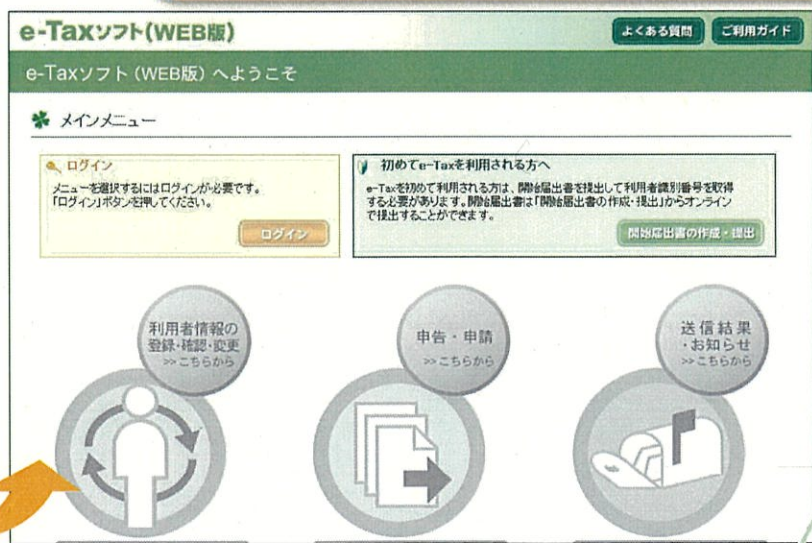 e-Taxソフト(WEB版)
よくある質問
ご利用ガイド
e-Taxソフト(WEB版)へようこそ
メインメニュー
ログイン
メニューを選択するにはログインが必要です。
「ログイン」ボタンを押してください。
ログイン
初めてe-Taxを利用される方へ
e-Taxを初めて利用される方は、開始届出書を提出して利用者識別番号を取得
する必要があります。開始届出書は「開始届出書の作成・提出」からオンライン
で提出することができます。
開始届出書の作成・提出
利用者情報の
登録・確認・変更
>>こちらから
申告・申請
>>こちらから
送信結果
・お知らせ
>>こちらから